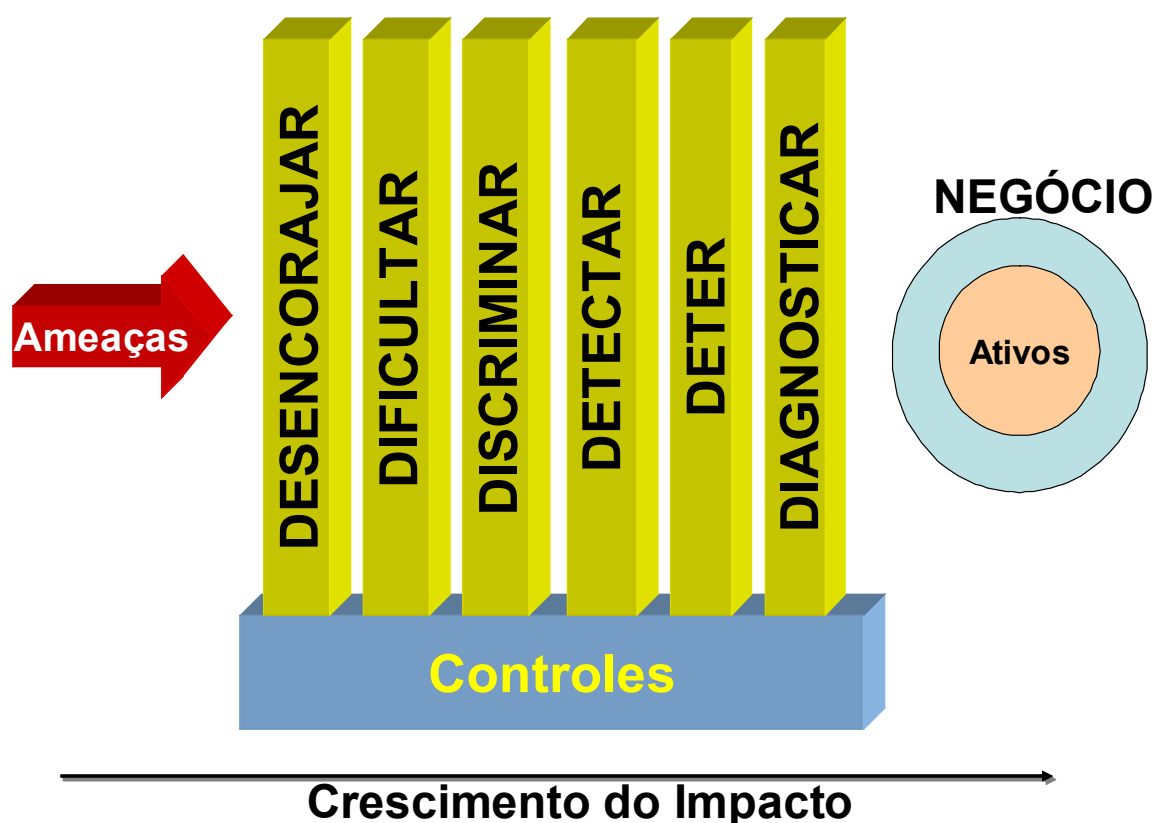 Ameaças
DESENCORAJAR
DIFICULTAR
DISCRIMINAR
DETECTAR
DETER
DIAGNOSTICAR
NEGÓCIO
Ativos
Controles
Crescimento do Impacto